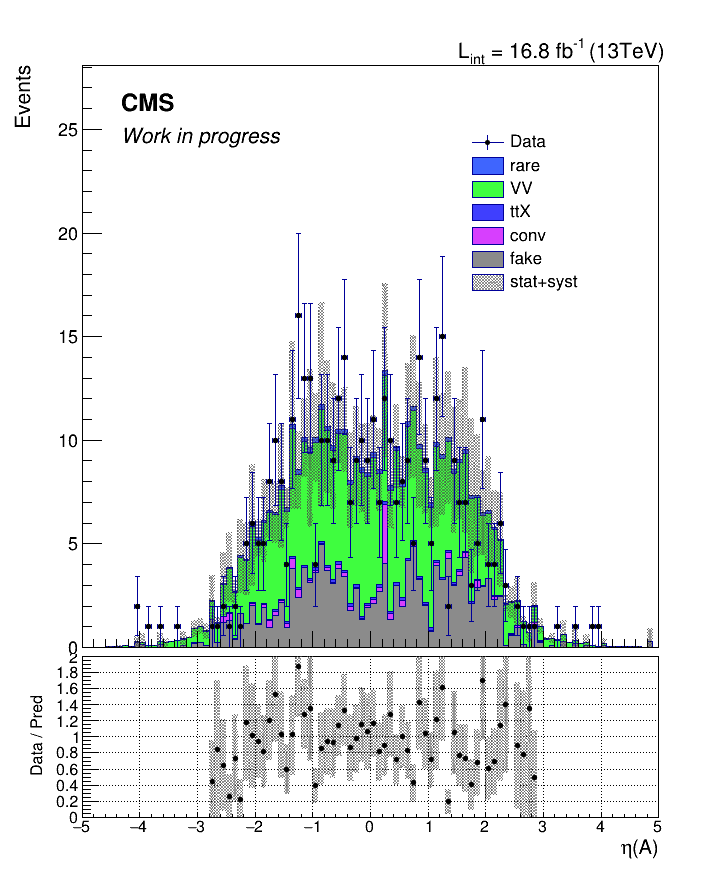 L_int = 16.8 fb^-1 (13TeV)
Events
CMS
Work in progress
Data
rare
VV
ttX
conv
fake
stat+syst
25
20
15
10
5
0
Data / Pred
2
1.8
1.6
1.4
1.2
1
0.8
0.6
0.4
0.2
0
−5 −4 −3 −2 −1 0 1 2 3 4 5
η(A)